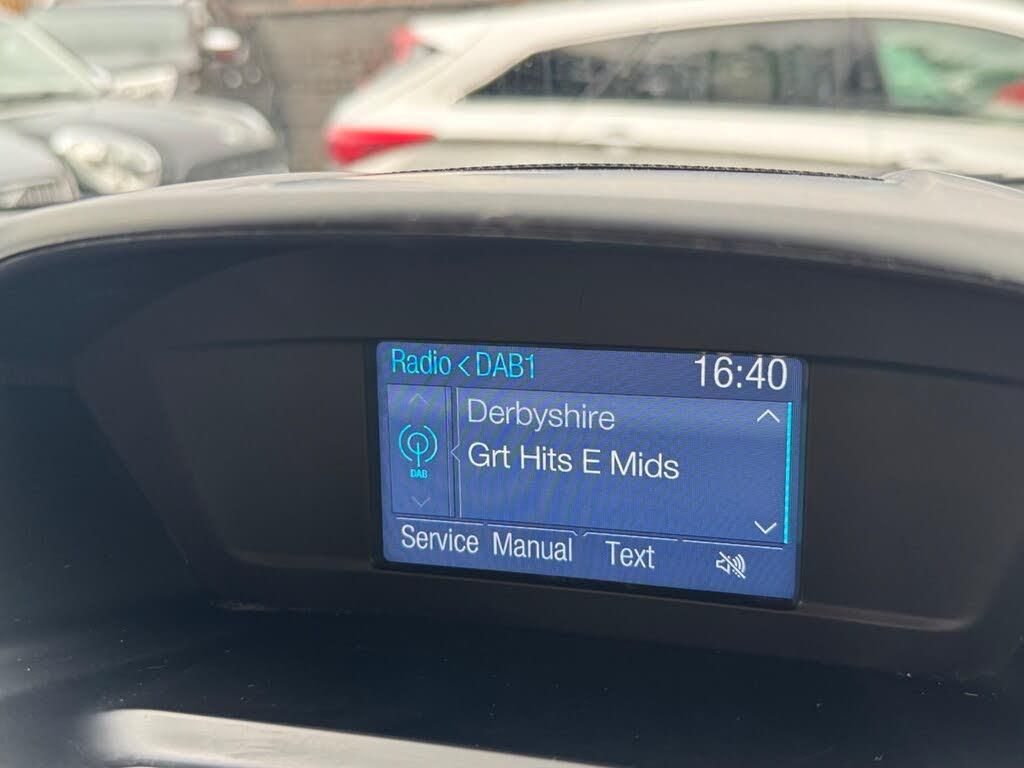 Radio < DAB1
16:40
Derbyshire
DAB
Grt Hits E Mids
Service Manual Text